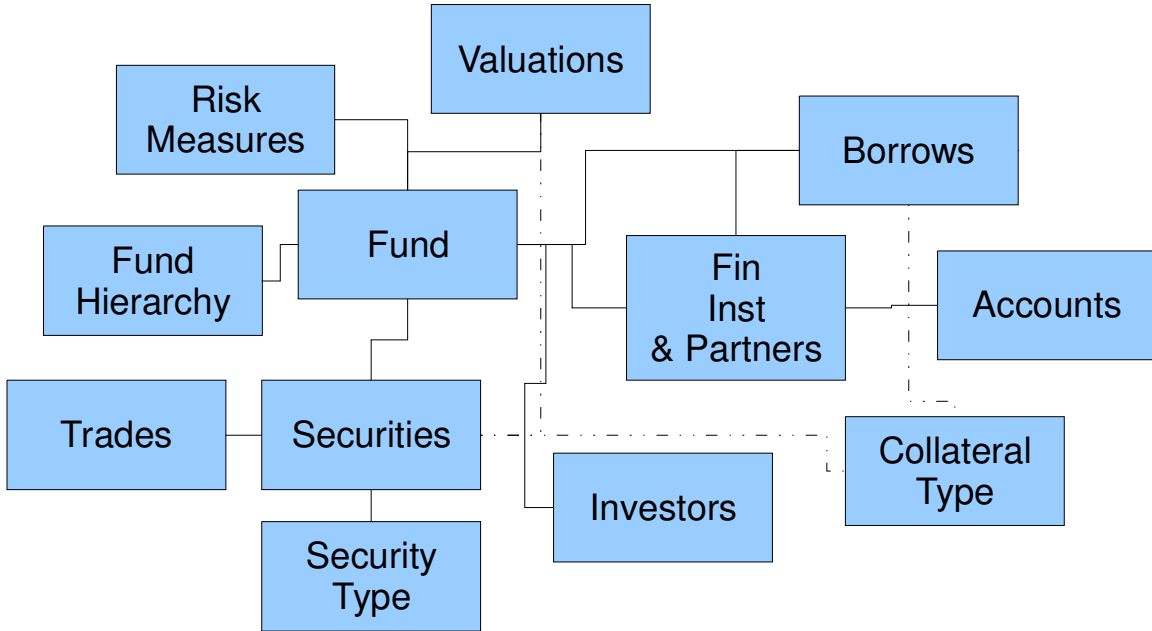 Valuations
Risk
Measures
Borrows
Fund
Fund
Hierarchy
Fin
Inst
& Partners
Accounts
Trades
Securities
Collateral
Type
Investors
Security
Type